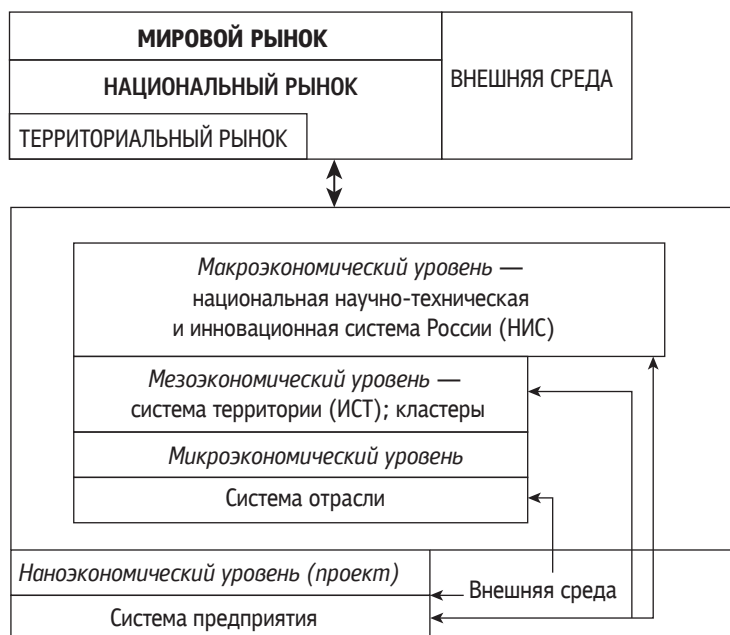 МИРОВОЙ РЫНОК
НАЦИОНАЛЬНЫЙ РЫНОК
ВНЕШНЯЯ СРЕДА
ТЕРРИТОРИАЛЬНЫЙ РЫНОК
Макроэкономический уровень —
национальная научно-техническая
и инновационная система России (НИС)
Мезоэкономический уровень —
система территории (ИСТ); кластеры
Микроэкономический уровень
Система отрасли
Наноэкономический уровень (проект)
Внешняя среда
Система предприятия